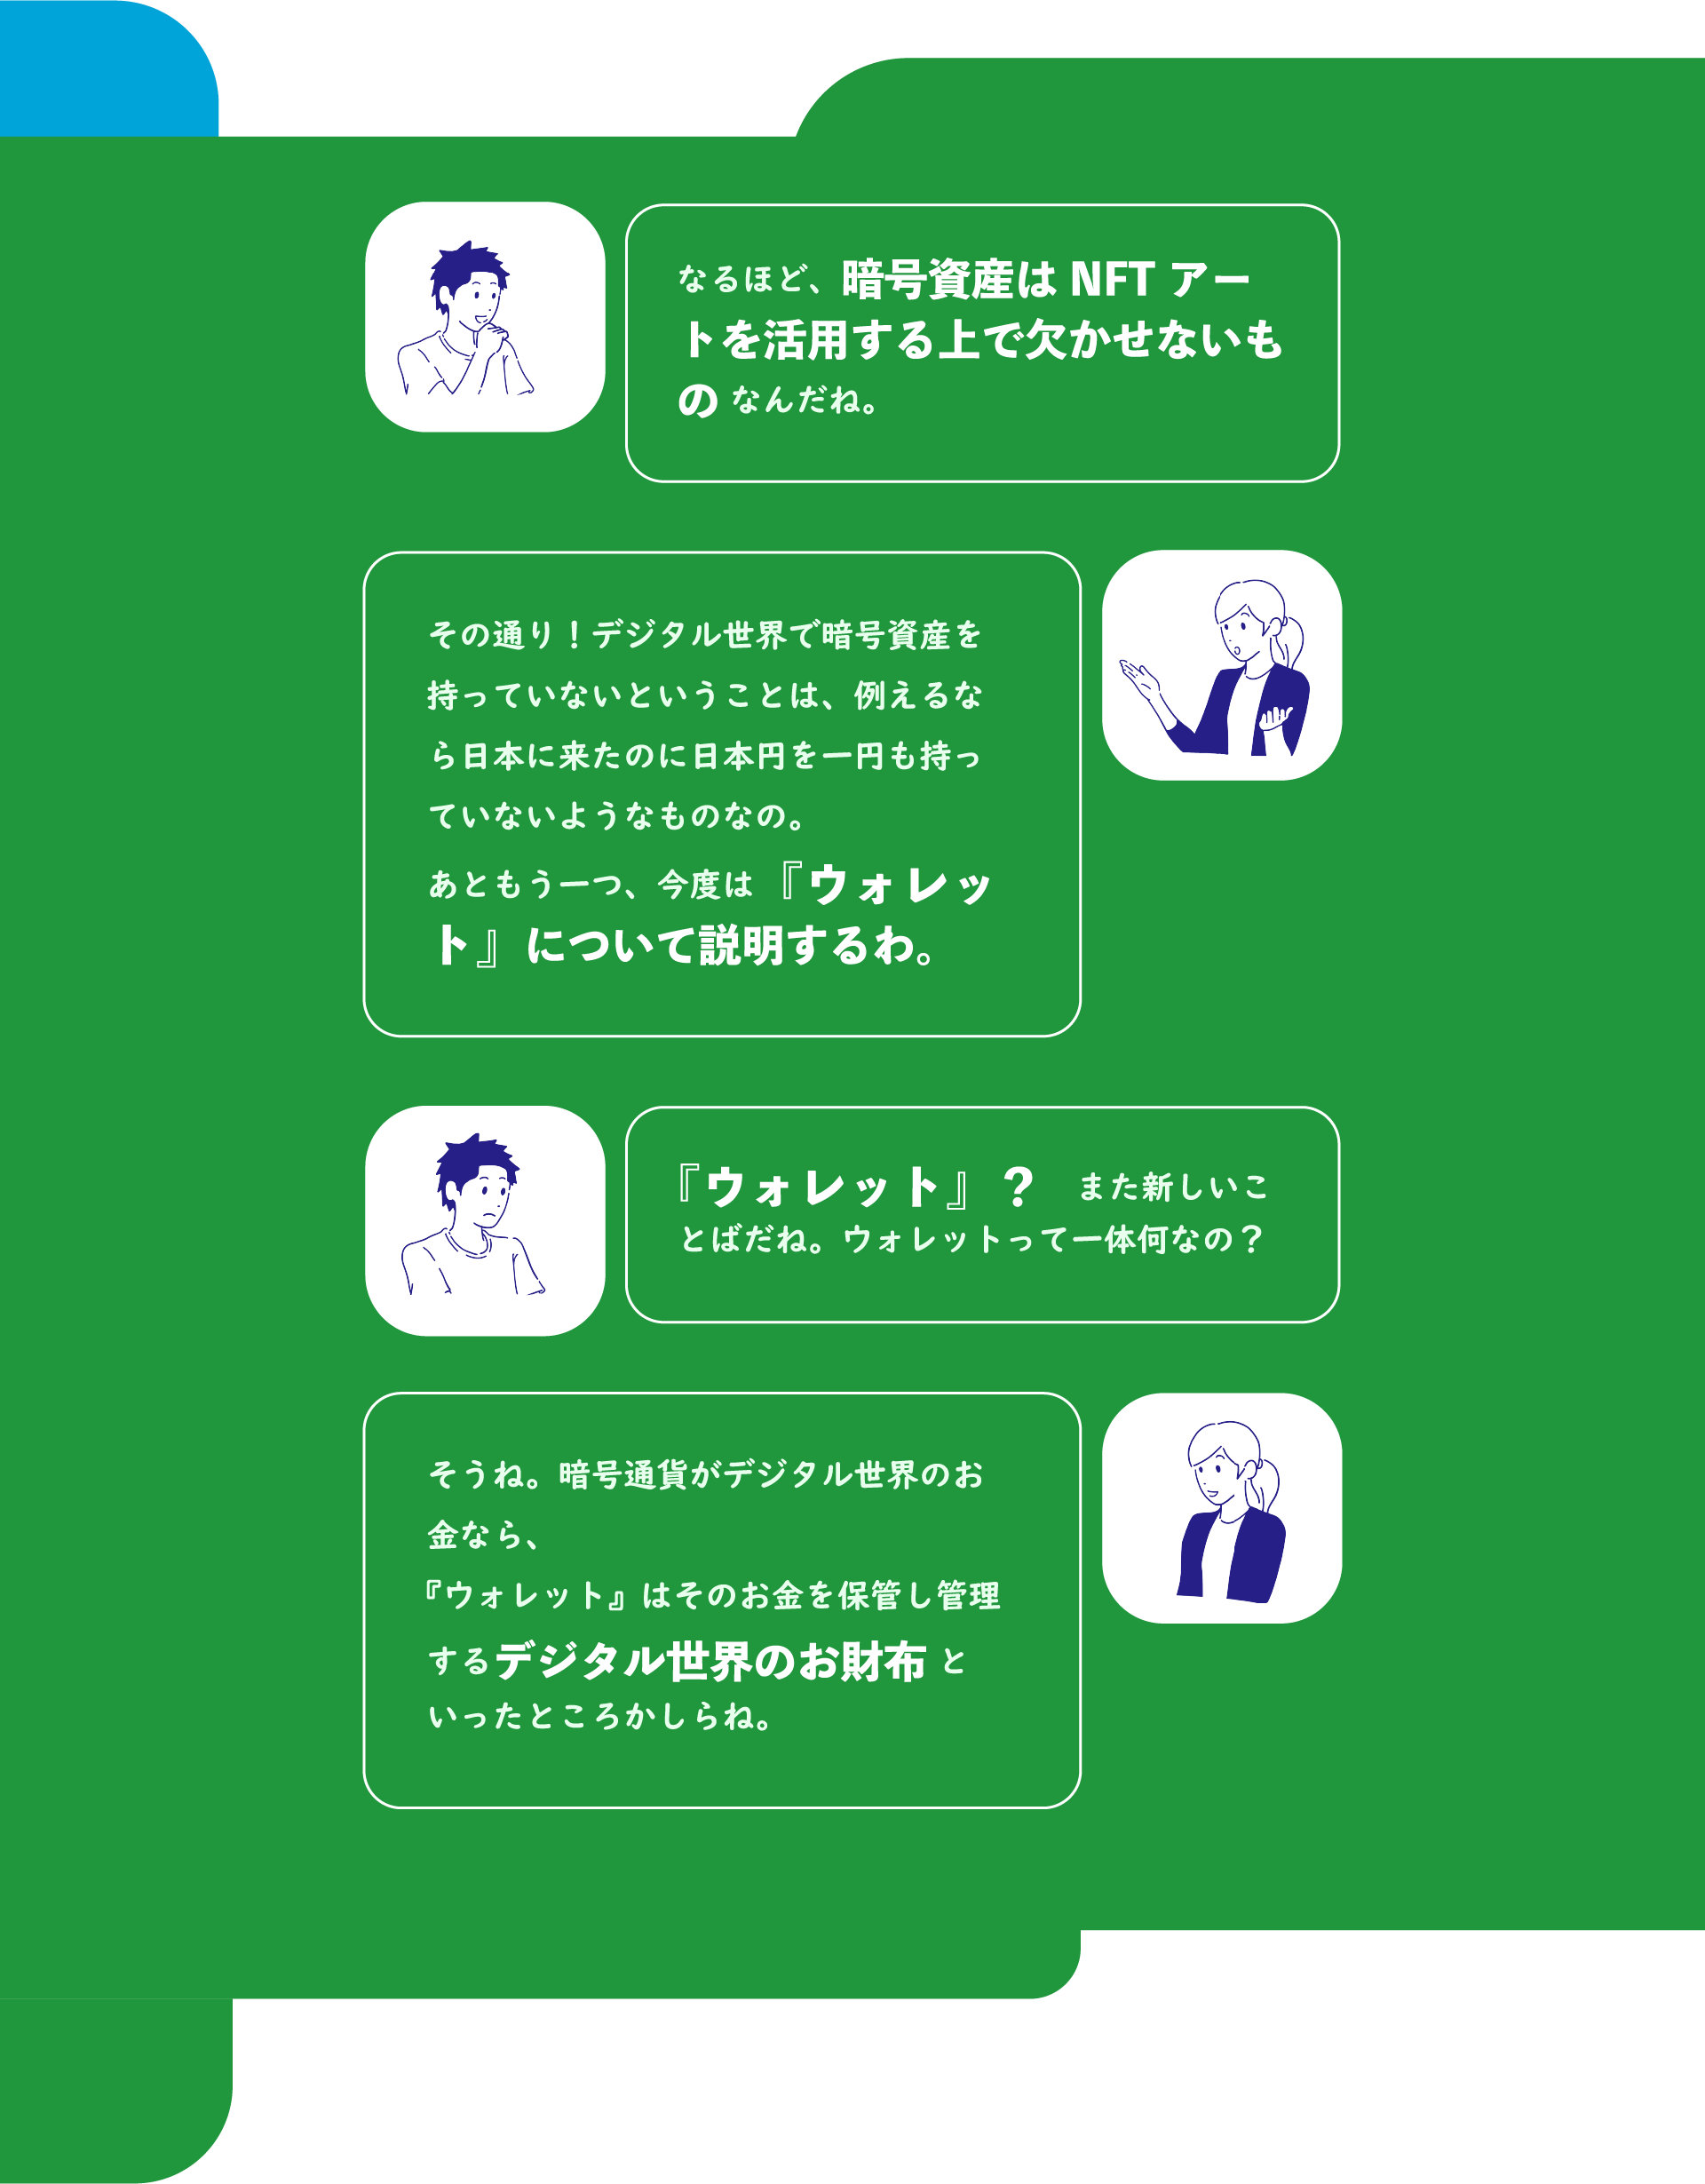 なるほど、暗号資産は NFT アー
トを活用する上で欠かせないも
の なんだね。
その通り！デジタル世界で暗号資産を
持っていないということは、例えるな
ら日本に来たのに日本円を一円も持っ
ていないようなものなの。
あともう一つ、今度は『ウォレッ
ト』について説明するわ。
『ウォレット』？　また新しいこ
とばだね。ウォレットって一体何なの？
そうね。暗号通貨がデジタル世界のお
金なら、
『ウォレット』はそのお金を保管し管理
するデジタル世界のお財布 と
いったところかしらね。